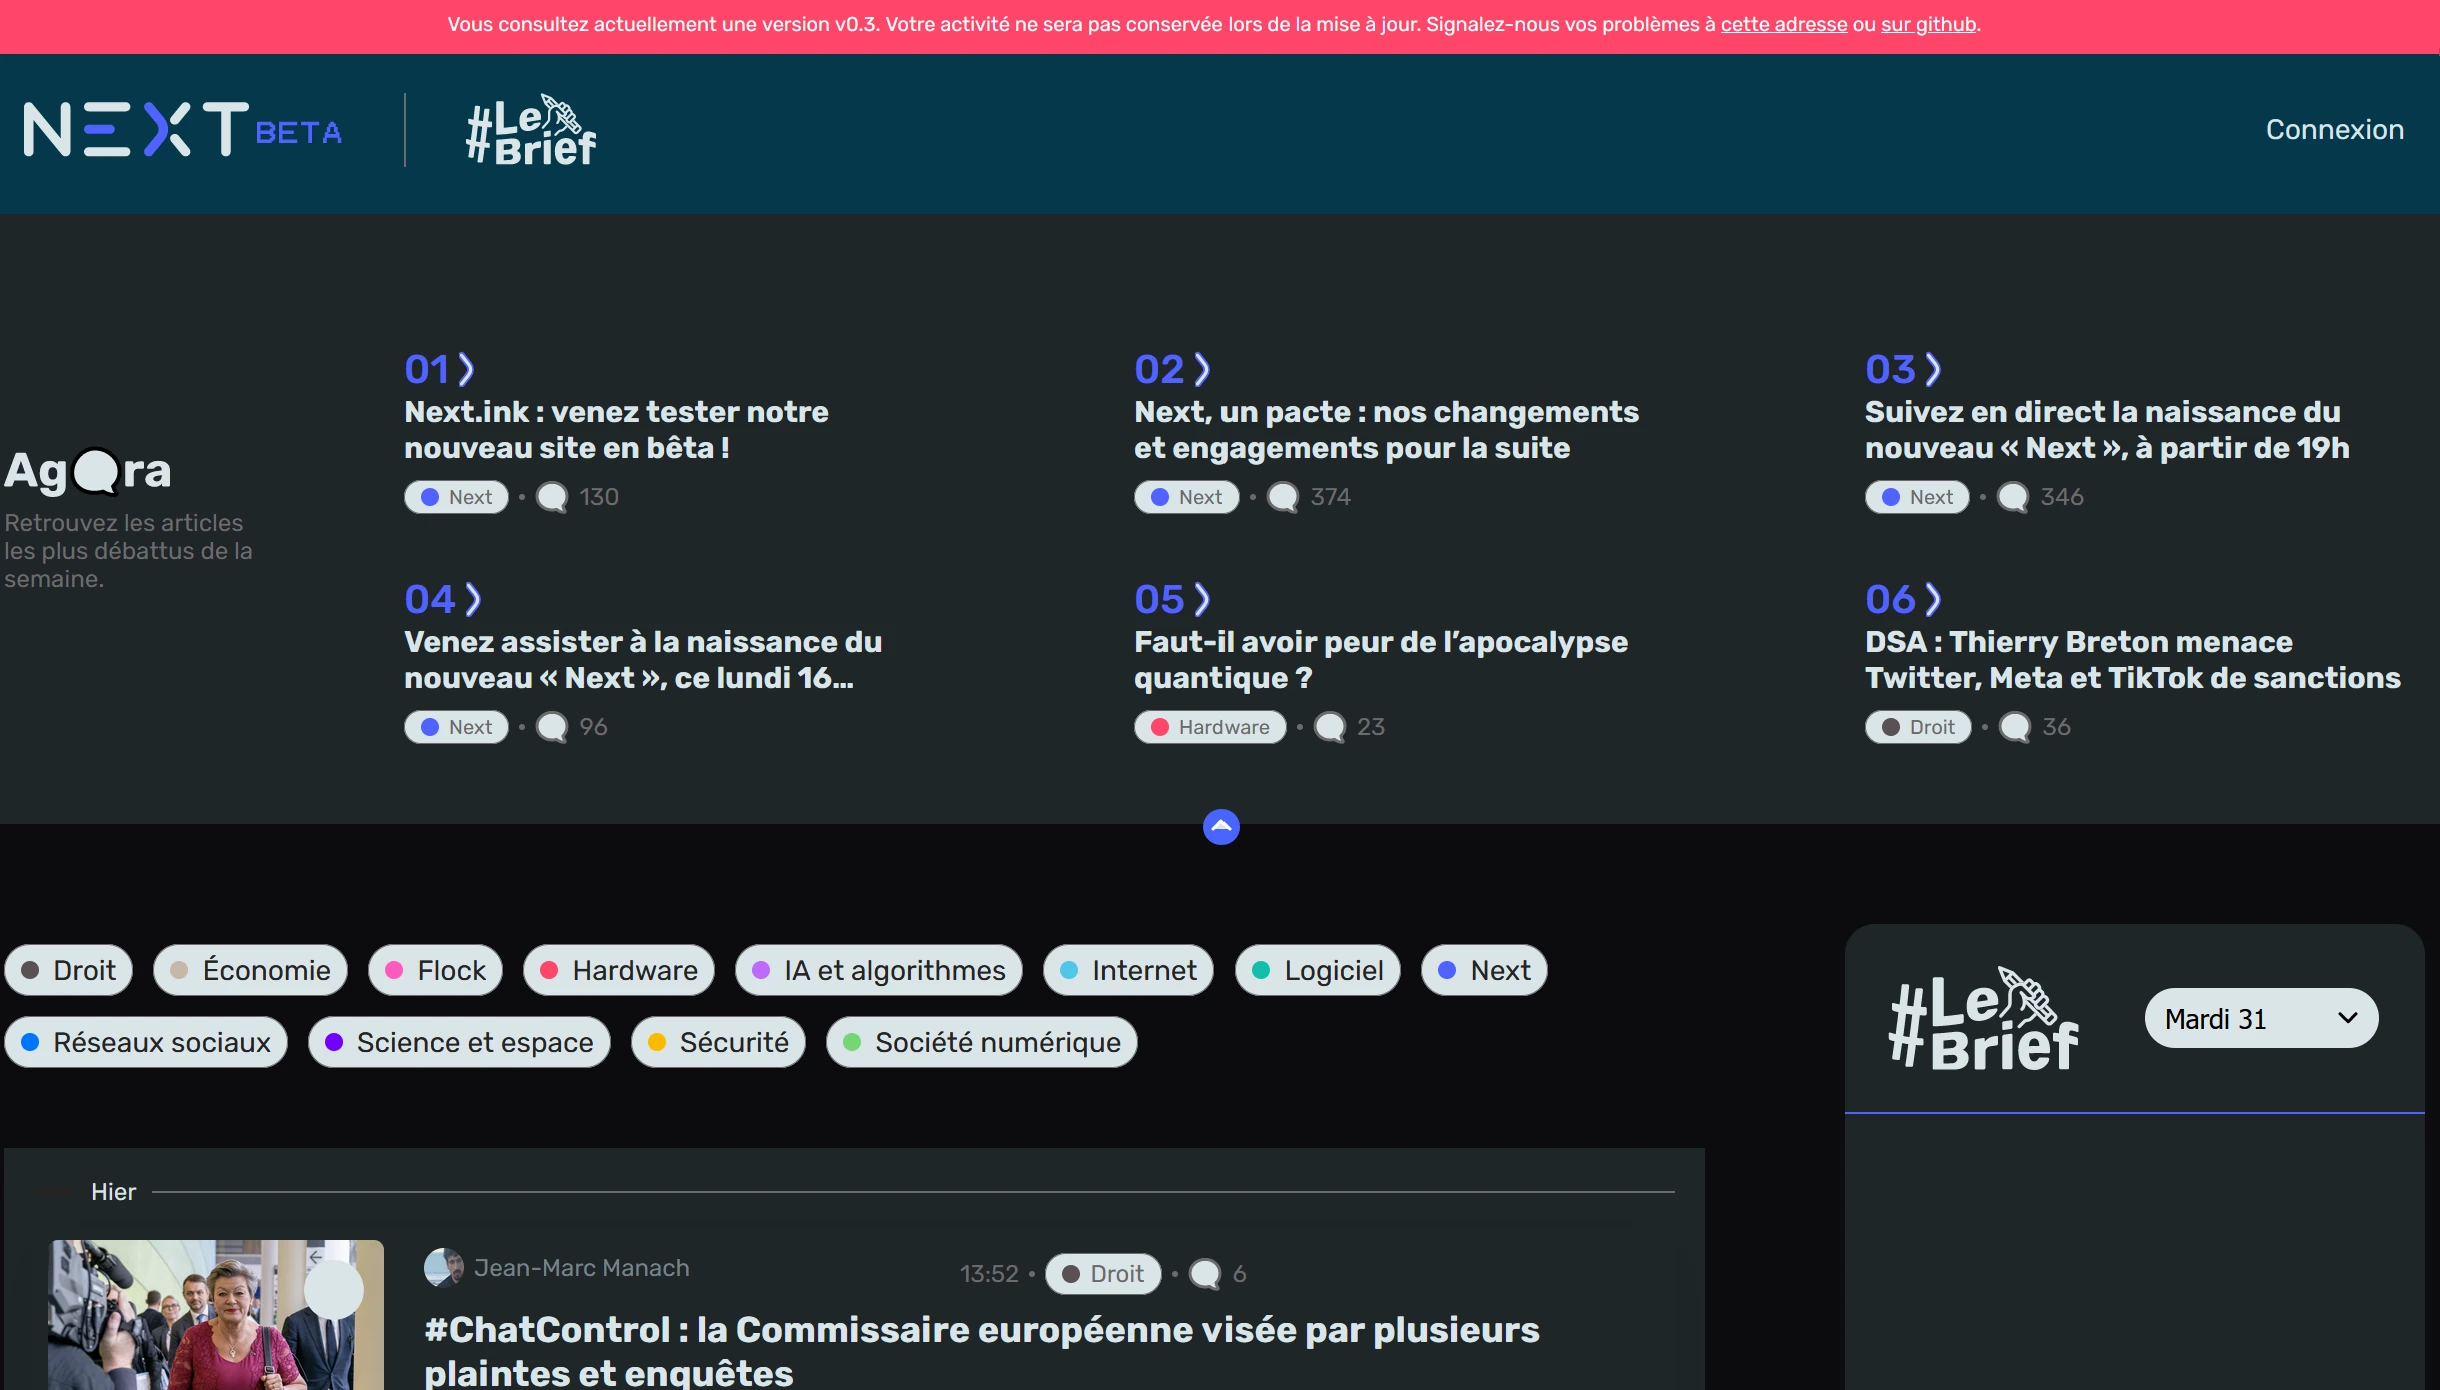 Vous consultez actuellement une version v0.3. Votre activité ne sera pas conservée lors de la mise à jour. Signalez-nous vos problèmes à cette adresse ou sur github.
NEXT BETA
#Le Brief
Connexion
Agora
Retrouvez les articles
les plus débattus de la
semaine.
01
Next.ink : venez tester notre
nouveau site en bêta !
Next • 130
02
Next, un pacte : nos changements
et engagements pour la suite
Next • 374
03
Suivez en direct la naissance du
nouveau « Next », à partir de 19h
Next • 346
04
Venez assister à la naissance du
nouveau « Next », ce lundi 16...
Next • 96
05
Faut-il avoir peur de l’apocalypse
quantique ?
Hardware • 23
06
DSA : Thierry Breton menace
Twitter, Meta et TikTok de sanctions
Droit • 36
Droit Économie Flock Hardware IA et algorithmes Internet Logiciel Next
Réseaux sociaux Science et espace Sécurité Société numérique
#Le Brief
Mardi 31
Hier
Jean-Marc Manach
13:52 • Droit • 6
#ChatControl : la Commissaire européenne visée par plusieurs
plaintes et enquêtes